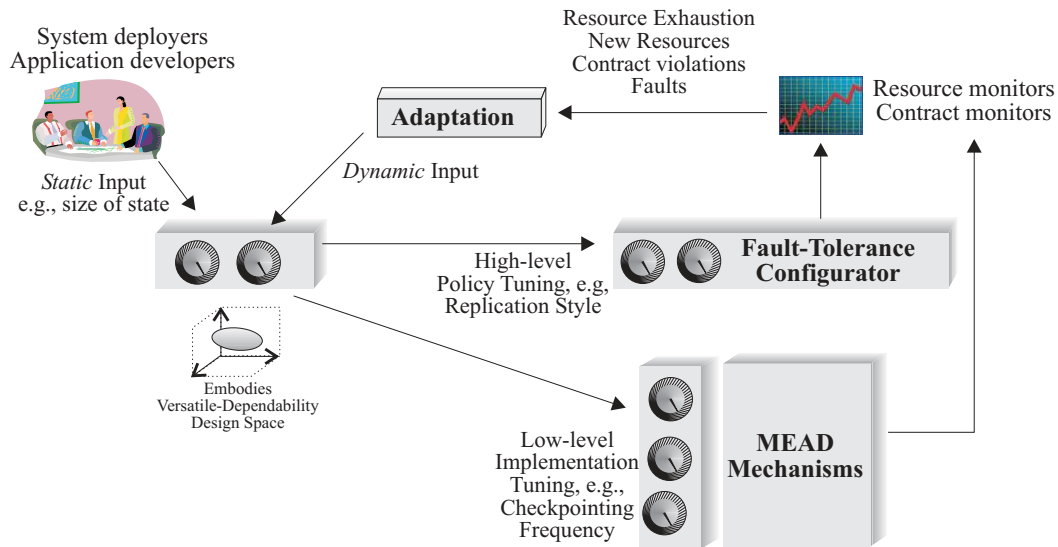 System deployers
Application developers
Resource Exhaustion
New Resources
Contract violations
Faults
Resource monitors
Contract monitors
Adaptation
Static Input
e.g., size of state
Dynamic Input
High-level
Policy Tuning, e.g,
Replication Style
Fault-Tolerance
Configurator
Embodies
Versatile-Dependability
Design Space
Low-level
Implementation
Tuning, e.g.,
Checkpointing
Frequency
MEAD
Mechanisms